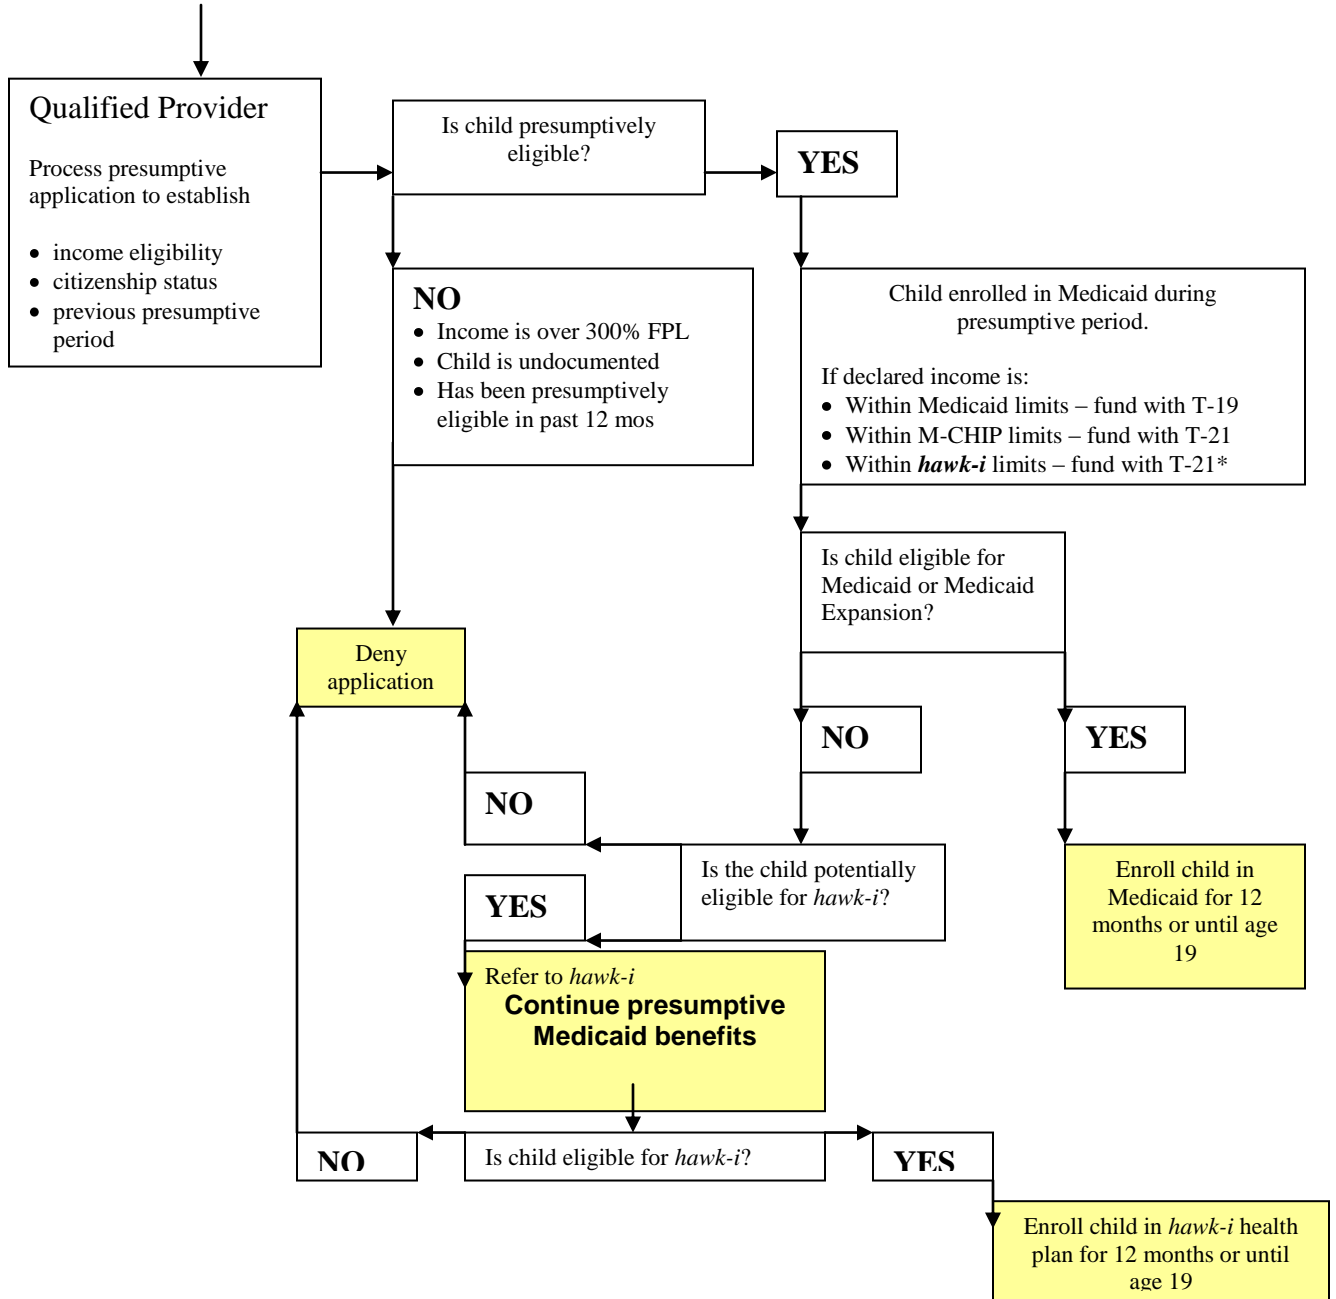 Qualified Provider
Process presumptive
application to establish
• income eligibility
• citizenship status
• previous presumptive
period
Is child presumptively
eligible?
YES
NO
• Income is over 300% FPL
• Child is undocumented
• Has been presumptively
eligible in past 12 mos
Child enrolled in Medicaid during
presumptive period.
If declared income is:
• Within Medicaid limits – fund with T-19
• Within M-CHIP limits – fund with T-21
• Within hawk-i limits – fund with T-21*
Is child eligible for
Medicaid or Medicaid
Expansion?
Deny
application
NO
YES
NO
Is the child potentially
eligible for hawk-i?
YES
Enroll child in
Medicaid for 12
months or until age
19
Refer to hawk-i
Continue presumptive
Medicaid benefits
NO
Is child eligible for hawk-i?
YES
Enroll child in hawk-i health
plan for 12 months or until
age 19